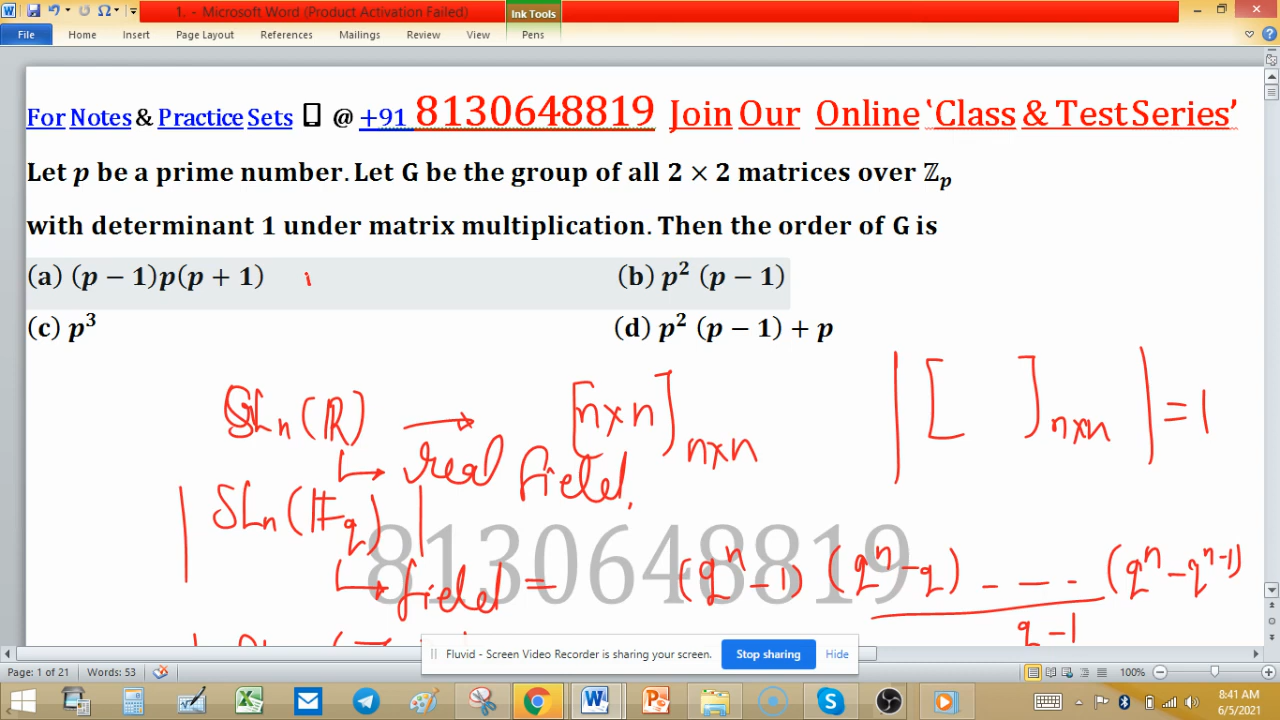 1. - Microsoft Word (Product Activation Failed)
Ink Tools
File Home Insert Page Layout References Mailings Review View Pens
For Notes & Practice Sets @ +91 8130648819 Join Our Online 'Class & Test Series'
Let p be a prime number. Let G be the group of all 2 × 2 matrices over ℤₚ
with determinant 1 under matrix multiplication. Then the order of G is
(a) (p − 1)p(p + 1) (b) p² (p − 1)
(c) p³ (d) p² (p − 1) + p
SLn (R) → [n×n]n×n |[ ]n×n| = 1
↳ real field.
|SLn (Fq)|
8130648819
↳ field = (qⁿ − 1) (qⁿ − q) - - - (qⁿ − qⁿ⁻¹)
q − 1
Fluvid - Screen Video Recorder is sharing your screen. Stop sharing Hide
Page: 1 of 21 Words: 53 100%
8:41 AM
6/5/2021